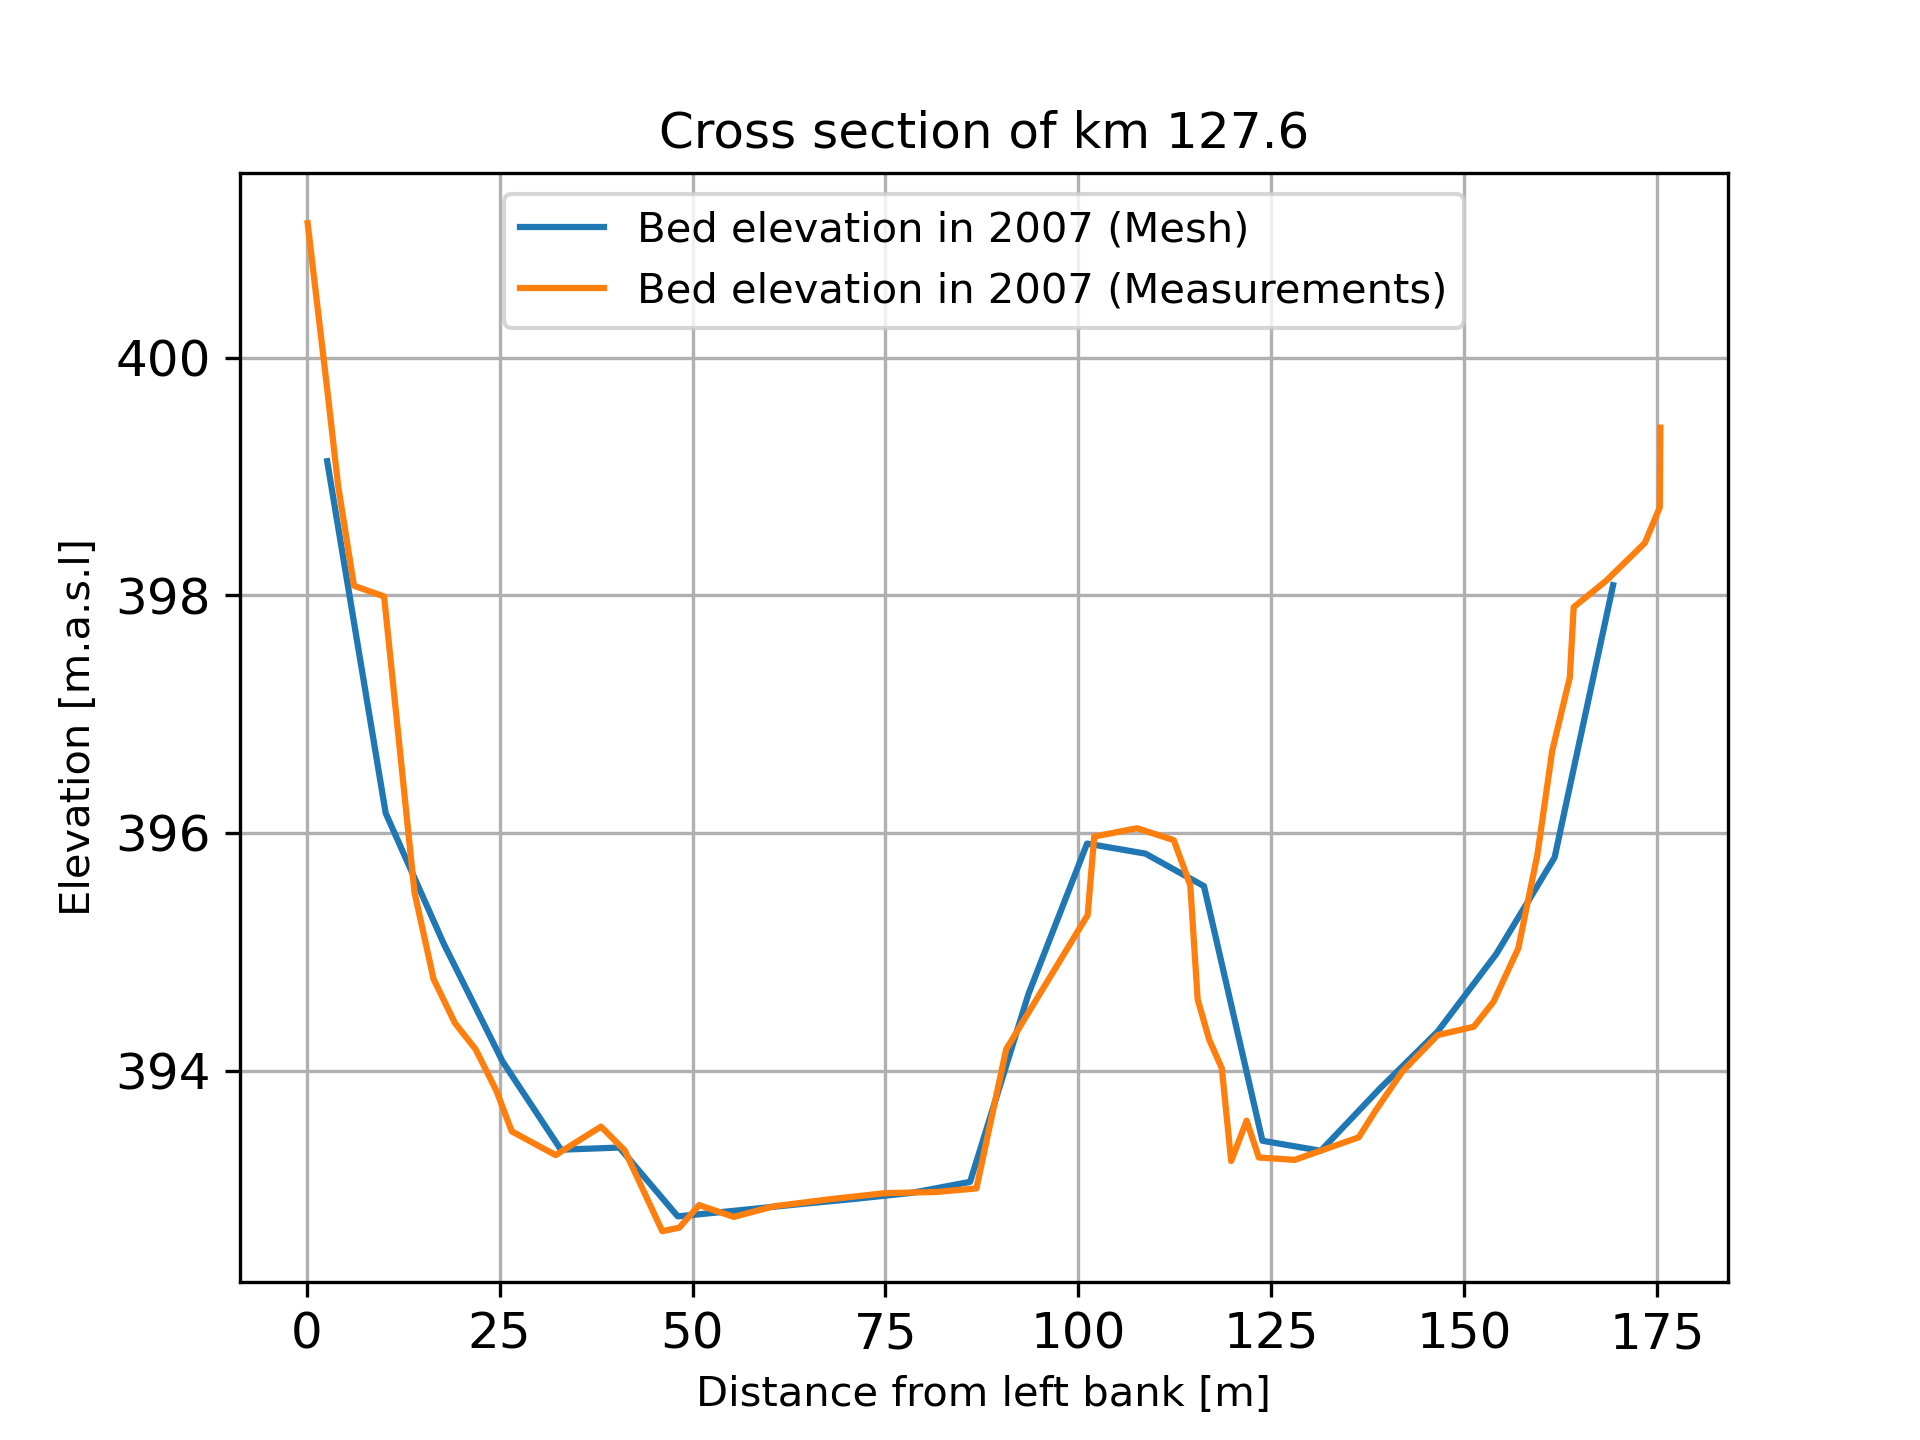 Cross section of km 127.6
Bed elevation in 2007 (Mesh)
Bed elevation in 2007 (Measurements)
Elevation [m.a.s.l]
400
398
396
394
0 25 50 75 100 125 150 175
Distance from left bank [m]